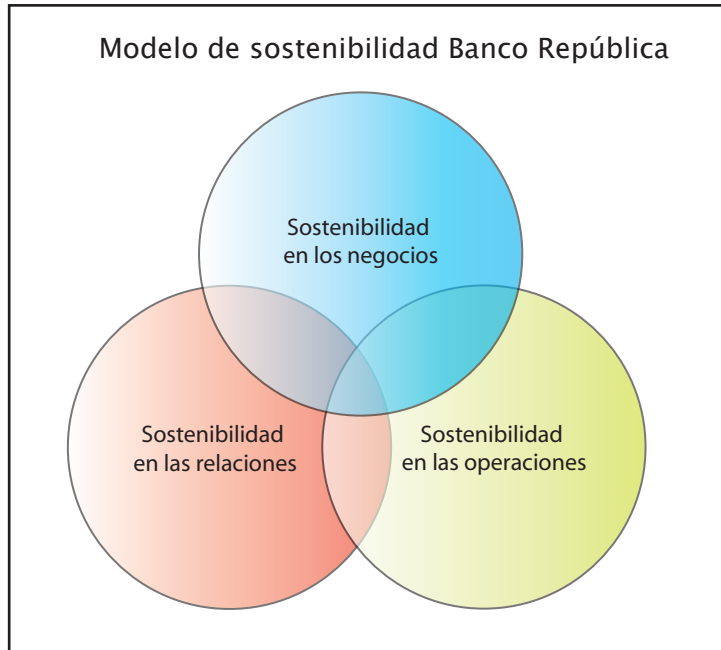 Modelo de sostenibilidad Banco República
Sostenibilidad
en los negocios
Sostenibilidad
en las relaciones
Sostenibilidad
en las operaciones